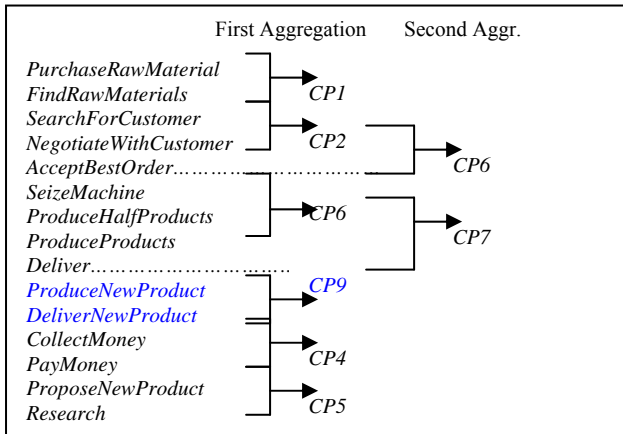 First Aggregation Second Aggr.
PurchaseRawMaterial
CP1
FindRawMaterials
SearchForCustomer
CP2
NegotiateWithCustomer
CP6
AcceptBestOrder……………………………
SeizeMachine
CP6
ProduceHalfProducts
CP7
ProduceProducts
Deliver…………………………..
ProduceNewProduct
CP9
DeliverNewProduct
CollectMoney
CP4
PayMoney
ProposeNewProduct
CP5
Research